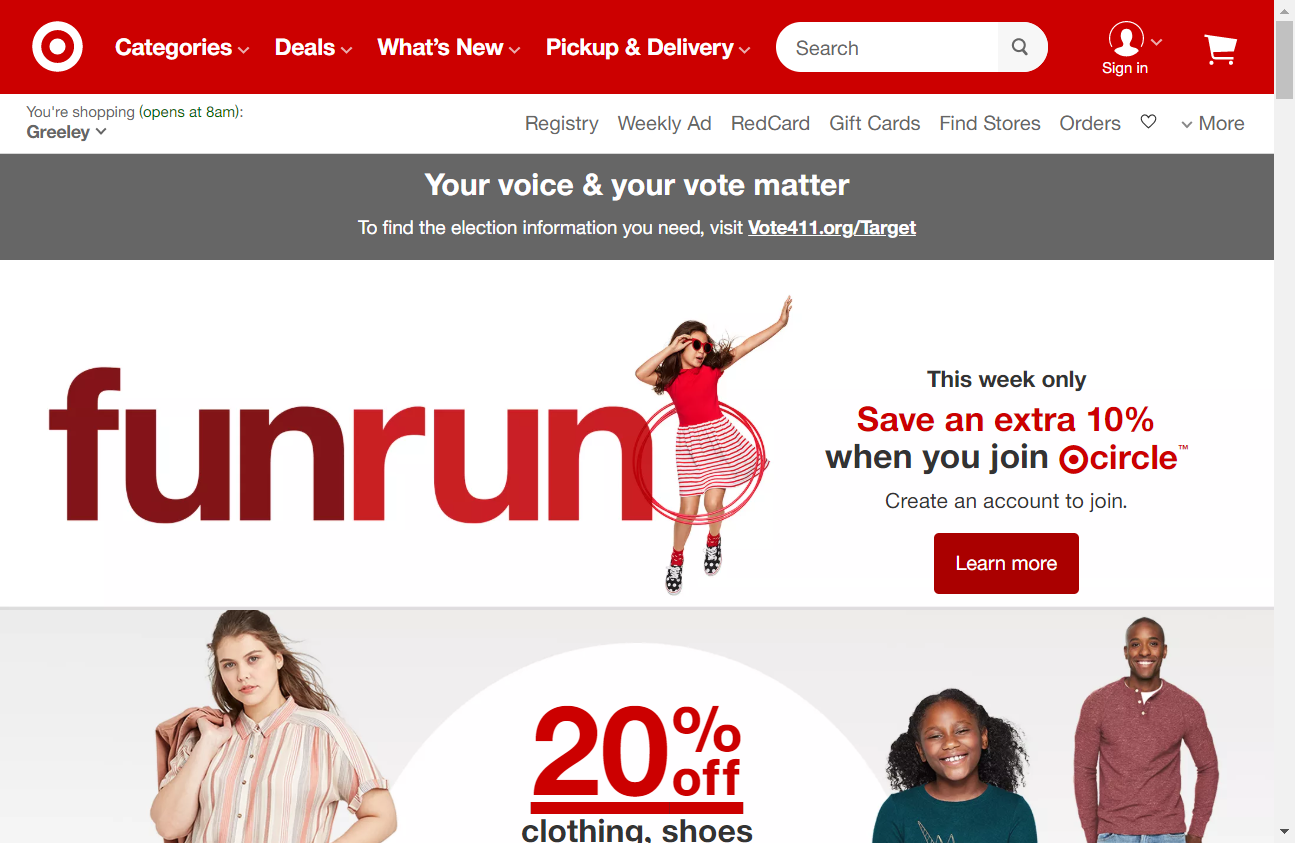 Categories
Deals
What's New
Pickup & Delivery
Search
Sign in
You're shopping (opens at 8am):
Greeley
Registry
Weekly Ad
RedCard
Gift Cards
Find Stores
Orders
More
Your voice & your vote matter
To find the election information you need, visit Vote411.org/Target
funrun
This week only
Save an extra 10%
when you join circle™
Create an account to join.
Learn more
20% off
clothing, shoes